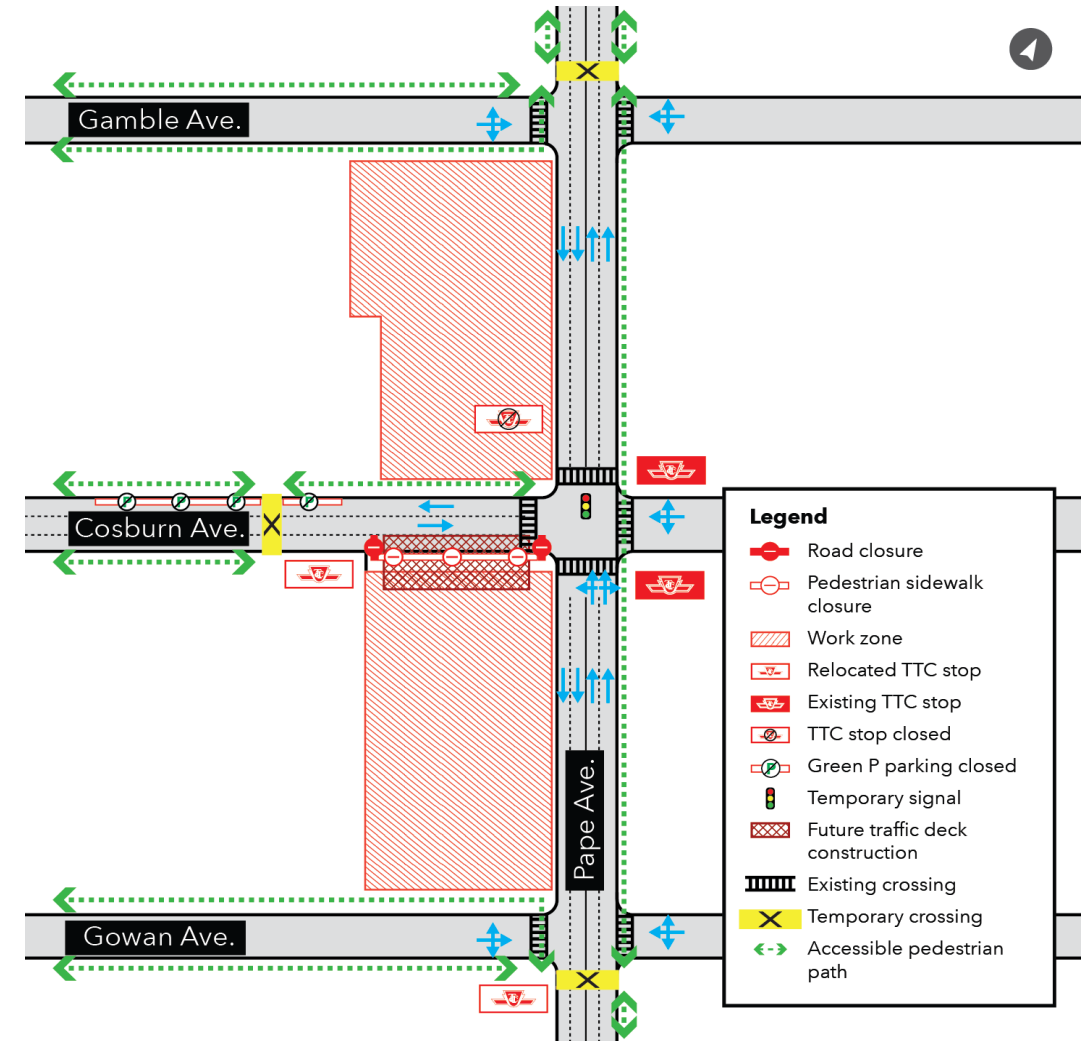 Gamble Ave.
Cosburn Ave.
P
P
P
P
Pape Ave.
Gowan Ave.
Legend
Road closure
Pedestrian sidewalk
closure
Work zone
Relocated TTC stop
Existing TTC stop
TTC stop closed
P
Green P parking closed
Temporary signal
Future traffic deck
construction
Existing crossing
Temporary crossing
Accessible pedestrian
path